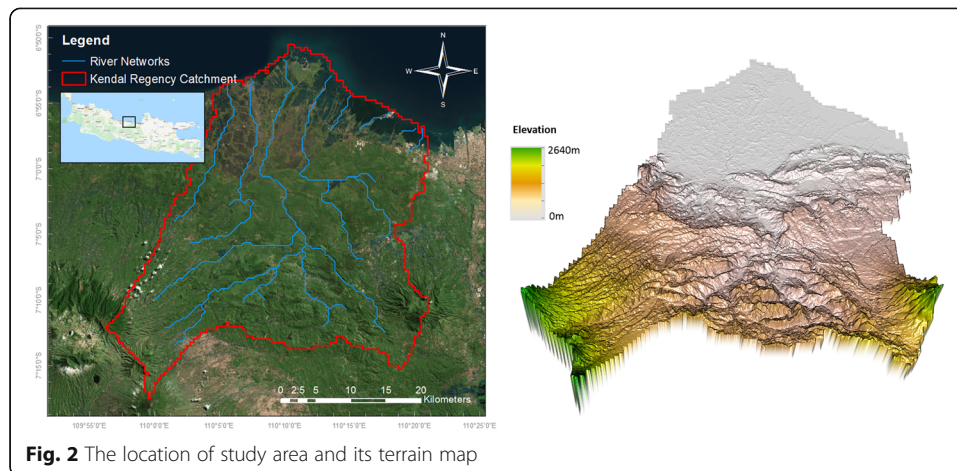 Legend
River Networks
Kendal Regency Catchment
N
W E
S
6°50'0"S
6°55'0"S
7°0'0"S
7°5'0"S
7°10'0"S
7°15'0"S
0 2.5 5 10 15 20
Kilometers
109°55'0"E 110°0'0"E 110°5'0"E 110°10'0"E 110°15'0"E 110°20'0"E 110°25'0"E
Elevation
2640m
0m
Fig. 2 The location of study area and its terrain map